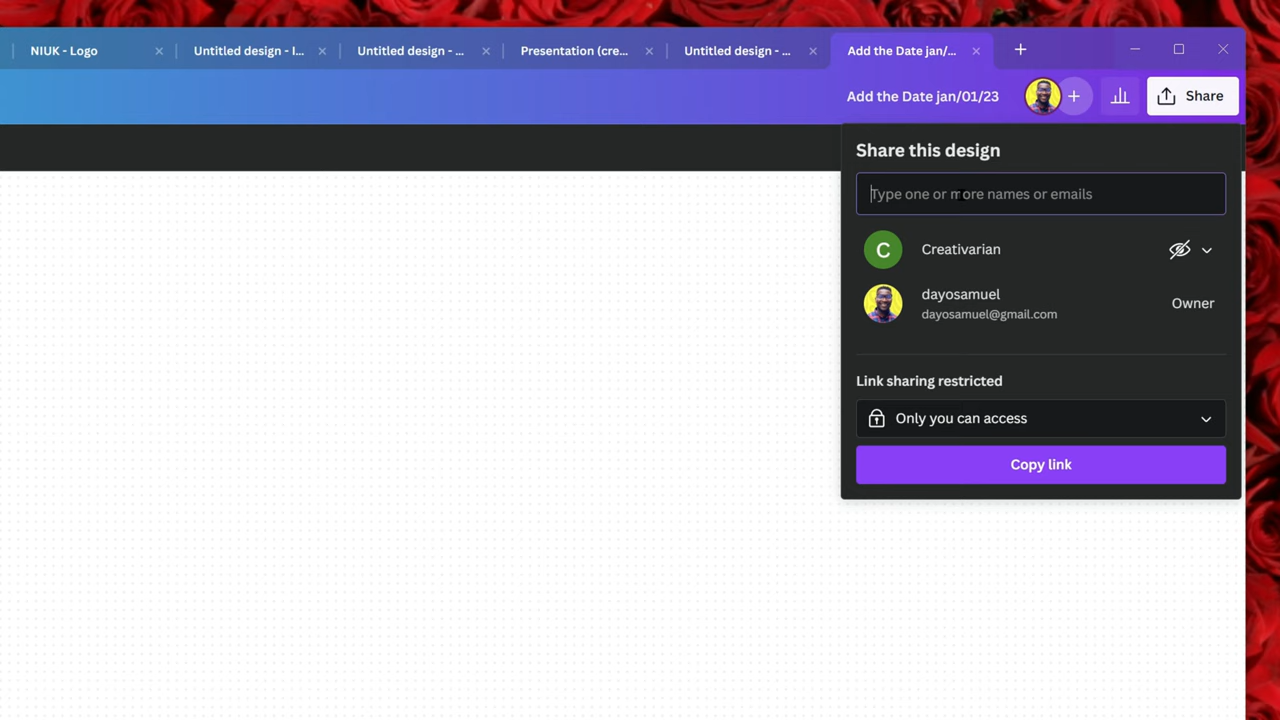 NIUK - Logo
Untitled design - I...
Untitled design - ...
Presentation (cre...
Untitled design - ...
Add the Date jan/...
Add the Date jan/01/23
Share
Share this design
Type one or more names or emails
C
Creativarian
dayosamuel
dayosamuel@gmail.com
Owner
Link sharing restricted
Only you can access
Copy link